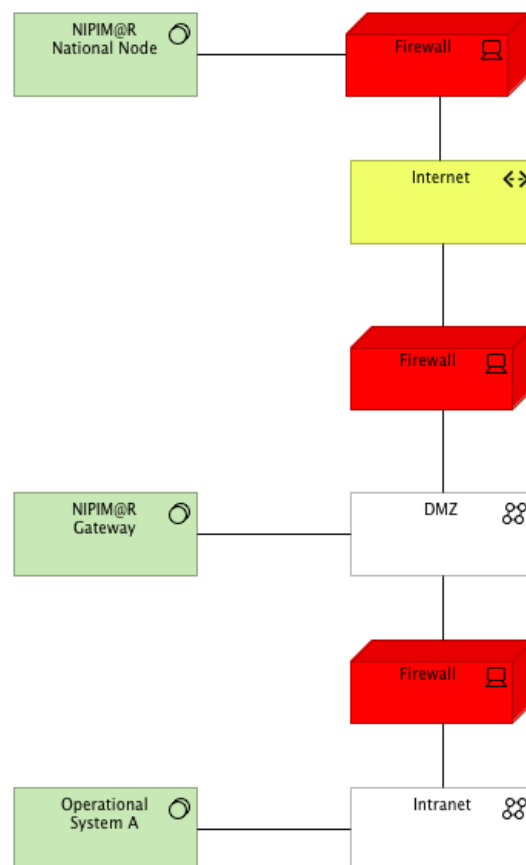 NIPIM@R
National Node
Firewall
Internet
Firewall
NIPIM@R
Gateway
DMZ
Firewall
Operational
System A
Intranet